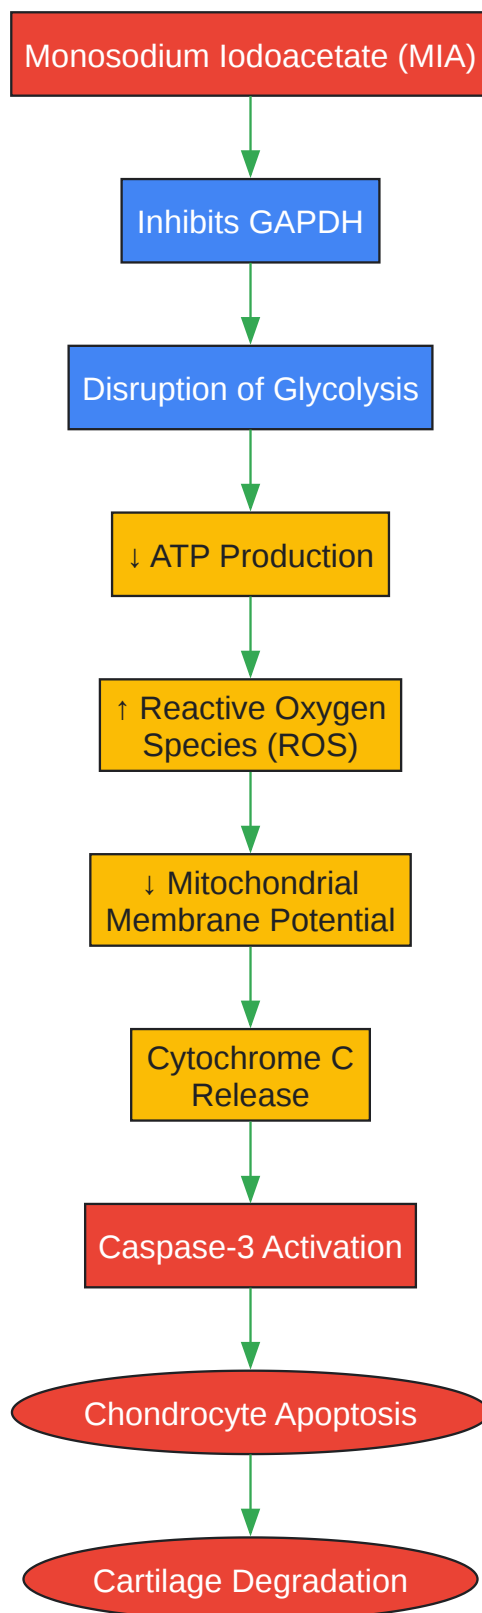 Monosodium Iodoacetate (MIA)
Inhibits GAPDH
Disruption of Glycolysis
↓ ATP Production
↑ Reactive Oxygen
Species (ROS)
↓ Mitochondrial
Membrane Potential
Cytochrome C
Release
Caspase-3 Activation
Chondrocyte Apoptosis
Cartilage Degradation